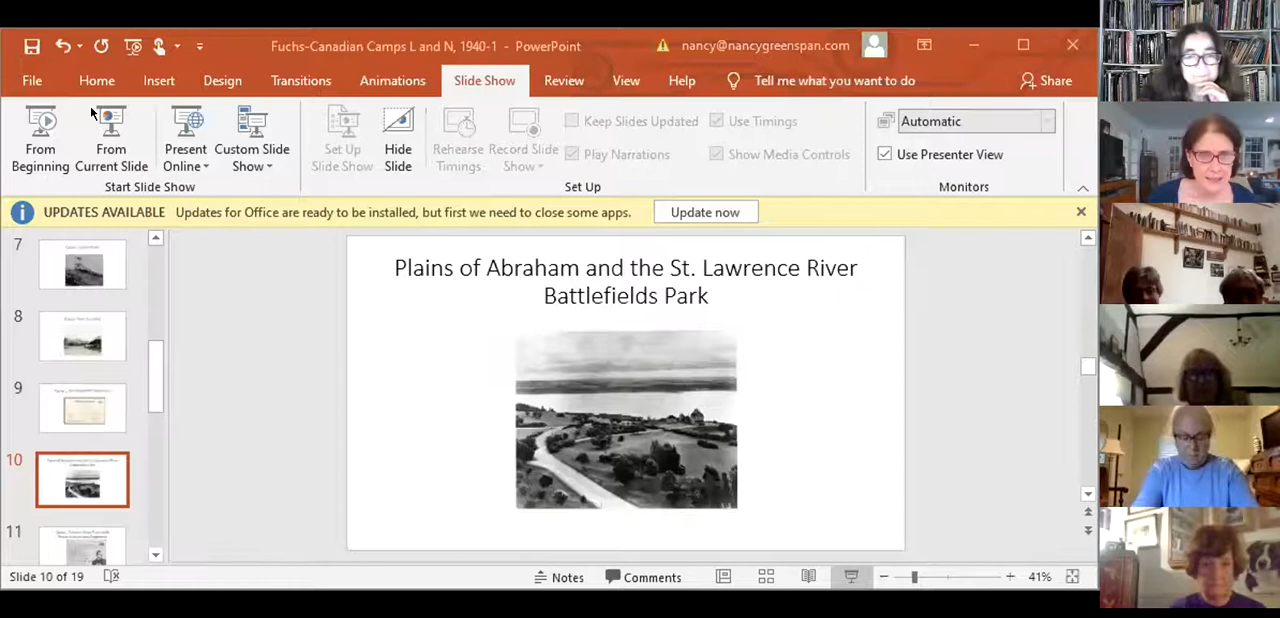 Fuchs-Canadian Camps L and N, 1940-1 - PowerPoint
nancy@nancygreenspan.com
File Home Insert Design Transitions Animations Slide Show Review View Help Tell me what you want to do Share
From Beginning
From Current Slide
Present Online
Custom Slide Show
Set Up Slide Show
Hide Slide
Rehearse Timings
Record Slide Show
Keep Slides Updated
Play Narrations
Use Timings
Show Media Controls
Automatic
Use Presenter View
Start Slide Show
Set Up
Monitors
UPDATES AVAILABLE Updates for Office are ready to be installed, but first we need to close some apps. Update now
7
8
9
10
11
Plains of Abraham and the St. Lawrence River
Battlefields Park
Slide 10 of 19
Notes
Comments
41%